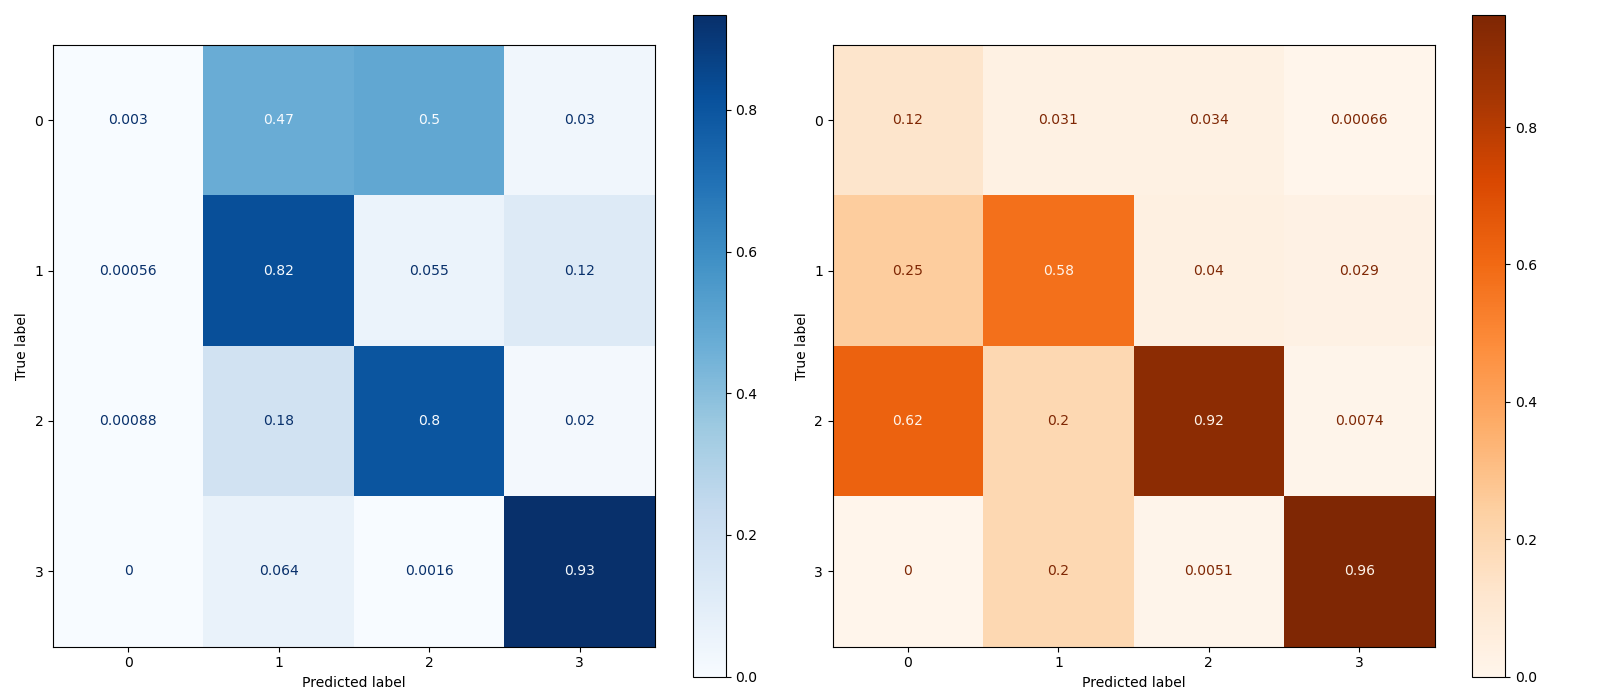 0.003 0.47 0.5 0.03
0.00056 0.82 0.055 0.12
0.00088 0.18 0.8 0.02
0 0.064 0.0016 0.93
0
1
2
3
True label
0 1 2 3
Predicted label
0.8
0.6
0.4
0.2
0.0
0.12 0.031 0.034 0.00066
0.25 0.58 0.04 0.029
0.62 0.2 0.92 0.0074
0 0.2 0.0051 0.96
0
1
2
3
True label
0 1 2 3
Predicted label
0.8
0.6
0.4
0.2
0.0